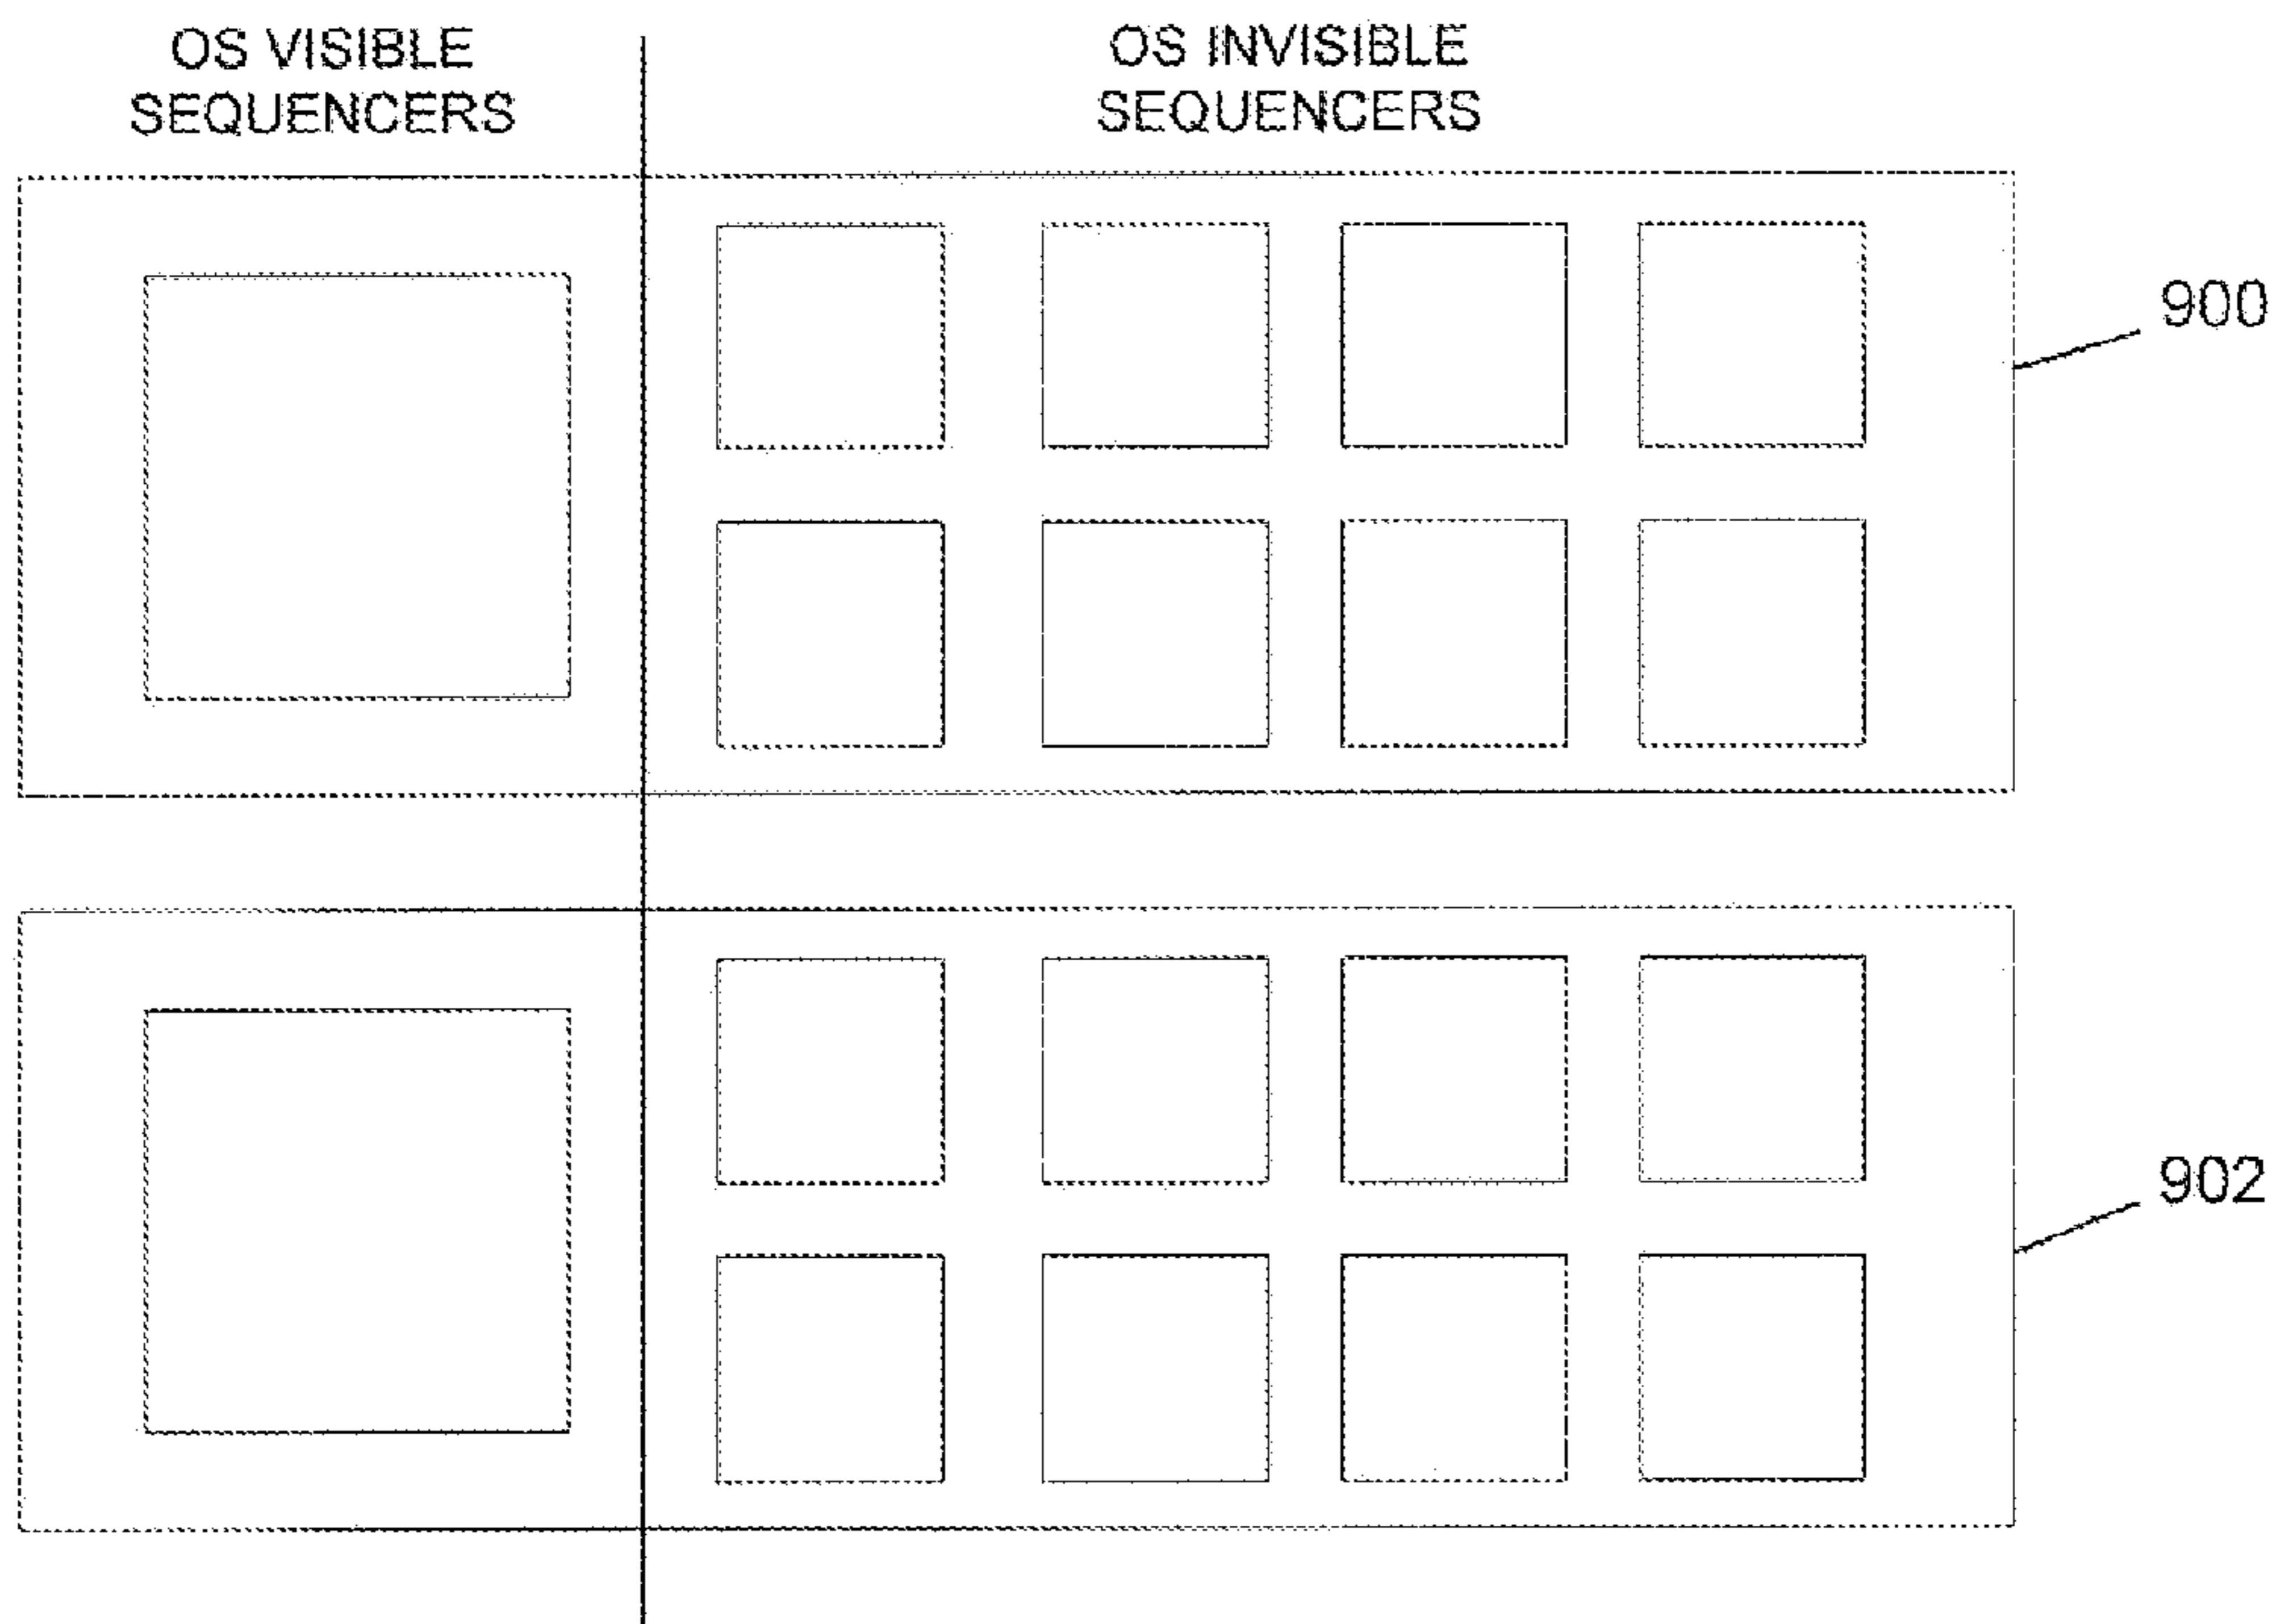 OS VISIBLE
SEQUENCERS
OS INVISIBLE
SEQUENCERS
900
902